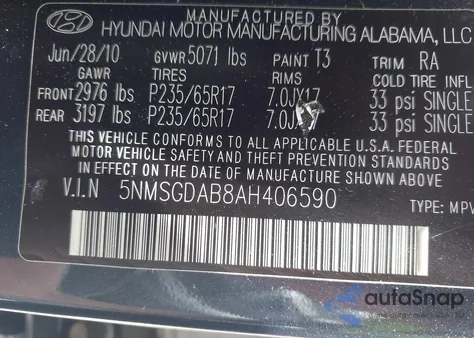 MANUFACTURED BY
HYUNDAI MOTOR MANUFACTURING ALABAMA, LLC
Jun/28/10 GVWR 5071 lbs PAINT T3 TRIM RA
GAWR TIRES RIMS COLD TIRE INFL
FRONT 2976 lbs P235/65R17 7.0JX17 33 psi SINGLE
REAR 3197 lbs P235/65R17 7.0J 33 psi SINGLE
THIS VEHICLE CONFORMS TO ALL APPLICABLE U.S.A. FEDERAL
MOTOR VEHICLE SAFETY AND THEFT PREVENTION STANDARDS
IN EFFECT ON THE DATE OF MANUFACTURE SHOWN ABOVE
V.I.N 5NMSGDAB8AH406590 TYPE MPV
autoSnap